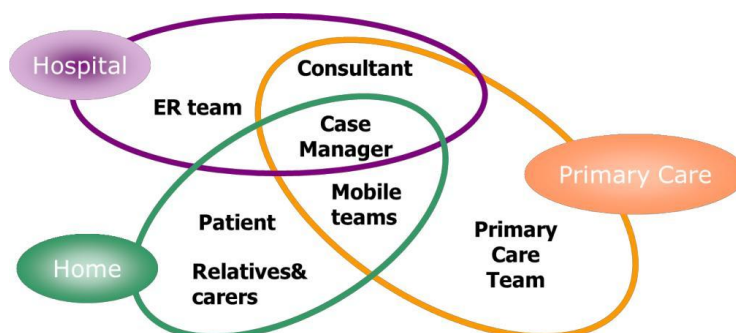 Hospital
Consultant
ER team
Case
Manager
Primary Care
Mobile
teams
Patient
Primary
Care
Team
Home
Relatives&
carers